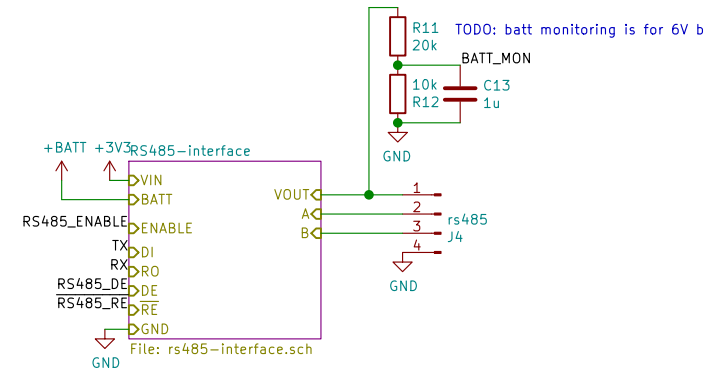 R11
20k
TODO: batt monitoring is for 6V b
BATT_MON
10k
R12
C13
1u
GND
+BATT
+3V3
RS485-interface
VIN
BATT
RS485_ENABLE
ENABLE
TX
DI
RX
RO
RS485_DE
DE
RS485_RE
RE
GND
GND
File: rs485-interface.sch
VOUT
A
B
1
2
3
4
rs485
J4
GND